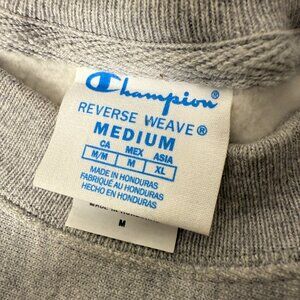 Champion®
REVERSE WEAVE®
MEDIUM
CA MEX ASIA
M/M M XL
MADE IN HONDURAS
FABRIQUÉ AU HONDURAS
HECHO EN HONDURAS
M